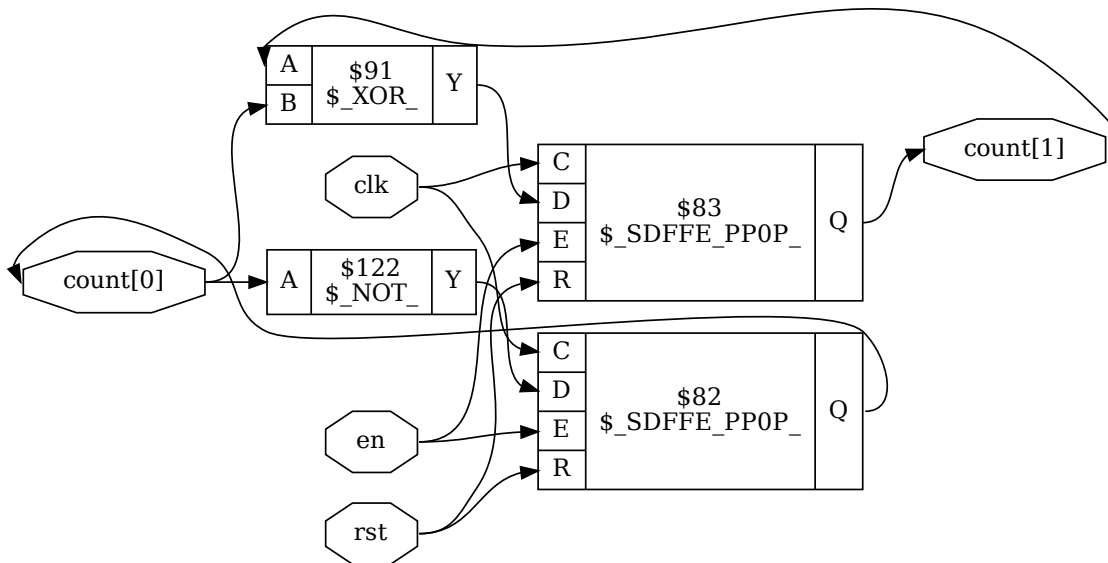 A
B
$91
$_XOR_
Y
count[1]
clk
C
D
E
R
$83
$_SDFFE_PP0P_
Q
count[0]
A
$122
$_NOT_
Y
C
D
E
R
$82
$_SDFFE_PP0P_
Q
en
rst